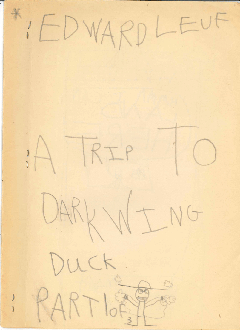 * EDWARD LEUF
A TRIP TO
DARKWING
DUCK
PART 1 OF
3